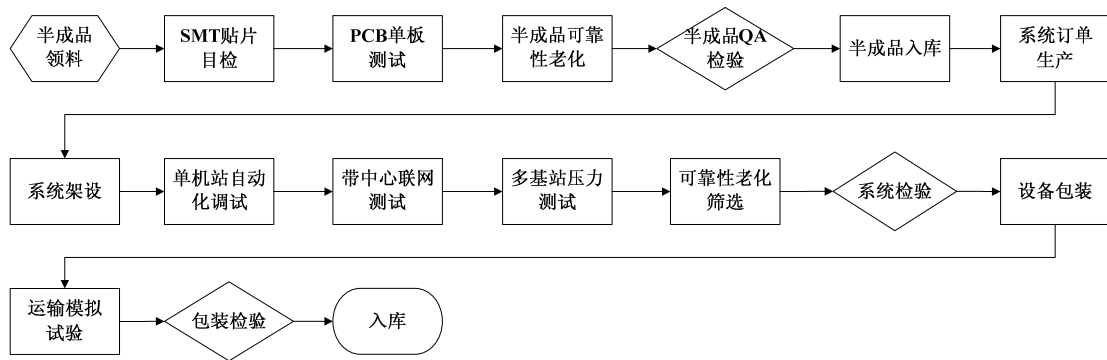 半成品
领料
SMT贴片
目检
PCB单板
测试
半成品可靠
性老化
半成品QA
检验
半成品入库
系统订单
生产
系统架设
单机站自动
化调试
带中心联网
测试
多基站压力
测试
可靠性老化
筛选
系统检验
设备包装
运输模拟
试验
包装检验
入库